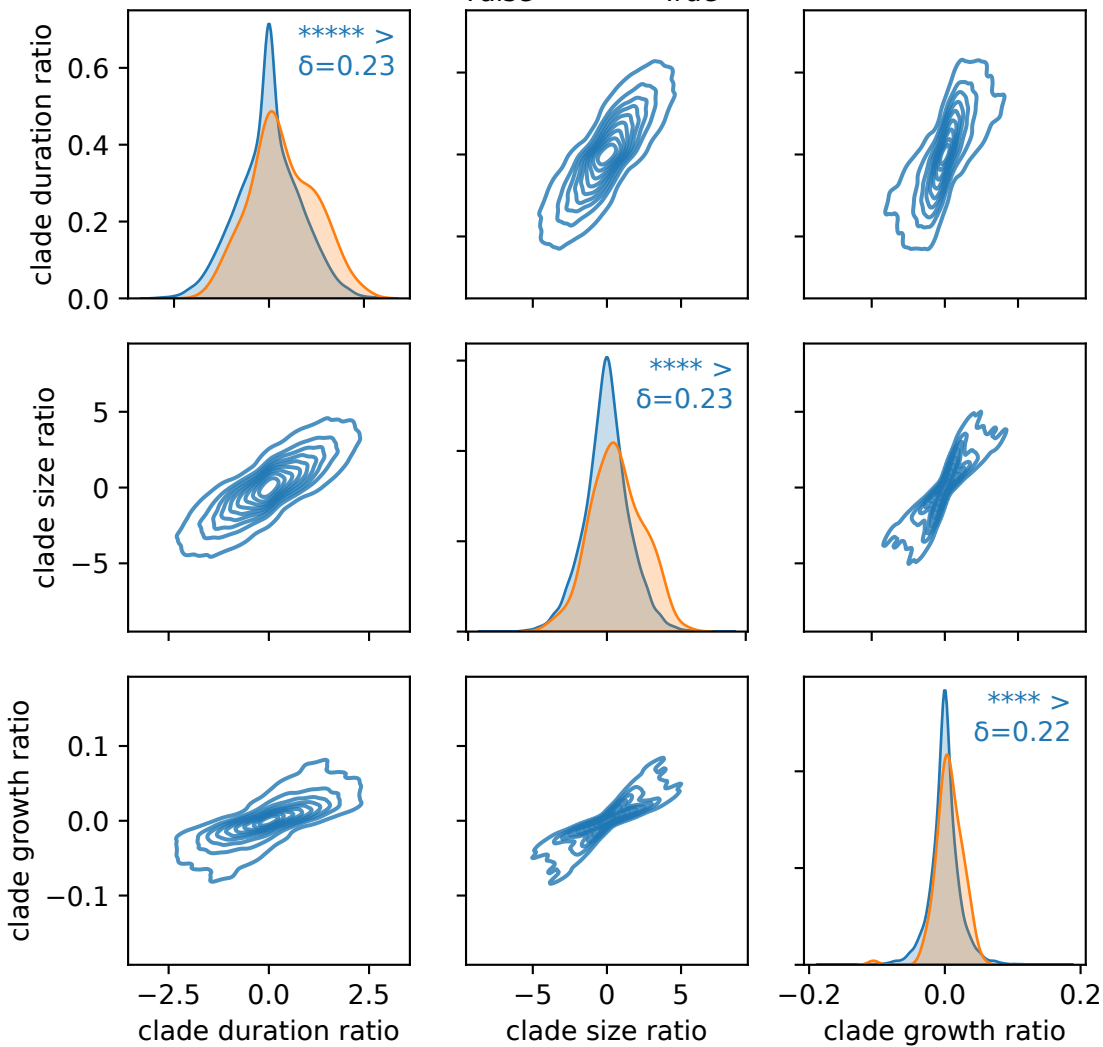 clade duration ratio
0.6
0.4
0.2
0.0
***** >
δ=0.23
clade size ratio
5
0
−5
**** >
δ=0.23
clade growth ratio
0.1
0.0
−0.1
**** >
δ=0.22
−2.5 0.0 2.5
−5 0 5
−0.2 0.0 0.2
clade duration ratio
clade size ratio
clade growth ratio